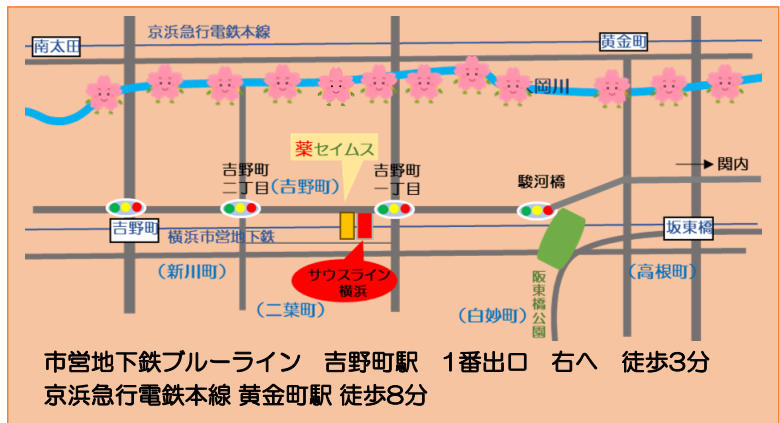 京浜急行電鉄本線
南太田
黄金町
岡川
薬セイムス
関内
吉野町
二丁目
(吉野町)
吉野町
一丁目
駿河橋
吉野町
横浜市営地下鉄
坂東橋
(新川町)
サウスライン
横浜
(二葉町)
(白妙町)
阪東橋公園
(高根町)
市営地下鉄ブルーライン 吉野町駅 1番出口 右へ 徒歩3分
京浜急行電鉄本線 黄金町駅 徒歩8分